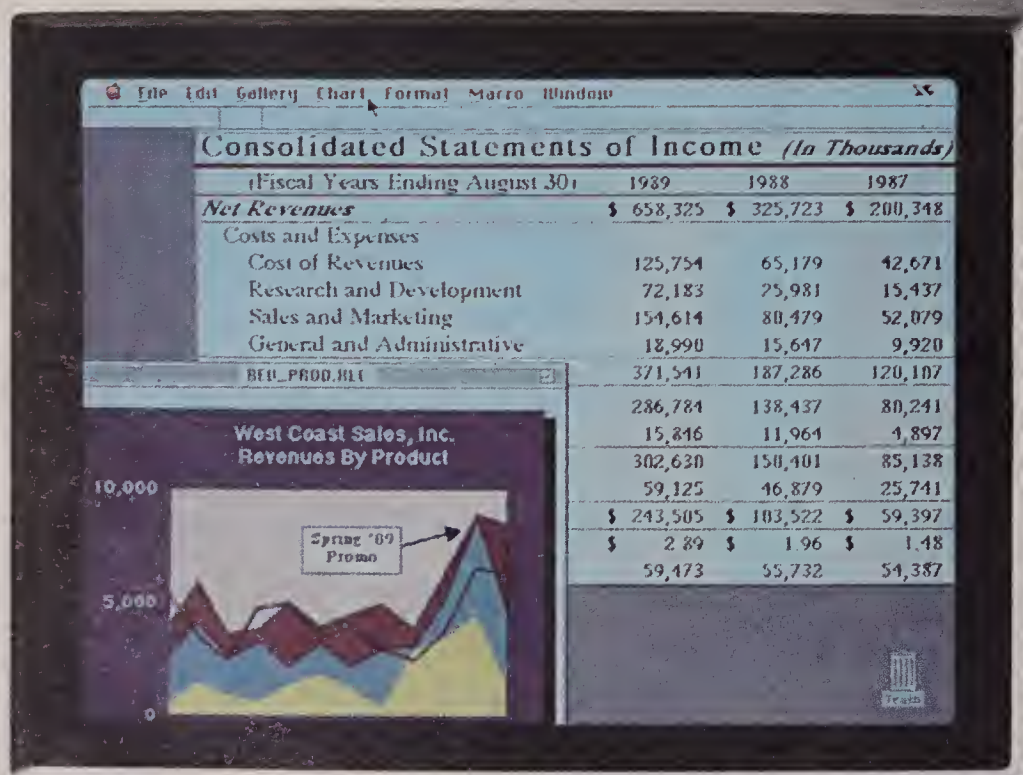 File Edit Gallery Chart Format Macro Window
Consolidated Statements of Income (In Thousands)
(Fiscal Years Ending August 30) 1989 1988 1987
Net Revenues $ 658,325 $ 325,723 $ 200,348
Costs and Expenses
Cost of Revenues 125,754 65,179 42,671
Research and Development 72,183 25,981 15,437
Sales and Marketing 154,614 80,479 52,079
General and Administrative 18,990 15,647 9,920
371,541 187,286 120,107
286,784 138,437 80,241
15,846 11,964 4,897
302,630 150,401 85,138
59,125 46,879 25,741
$ 243,505 $ 103,522 $ 59,397
$ 2.89 $ 1.96 $ 1.48
59,473 55,732 54,387
West Coast Sales, Inc.
Revenues By Product
10,000
Spring '89
Promo
5,000
0
Trash